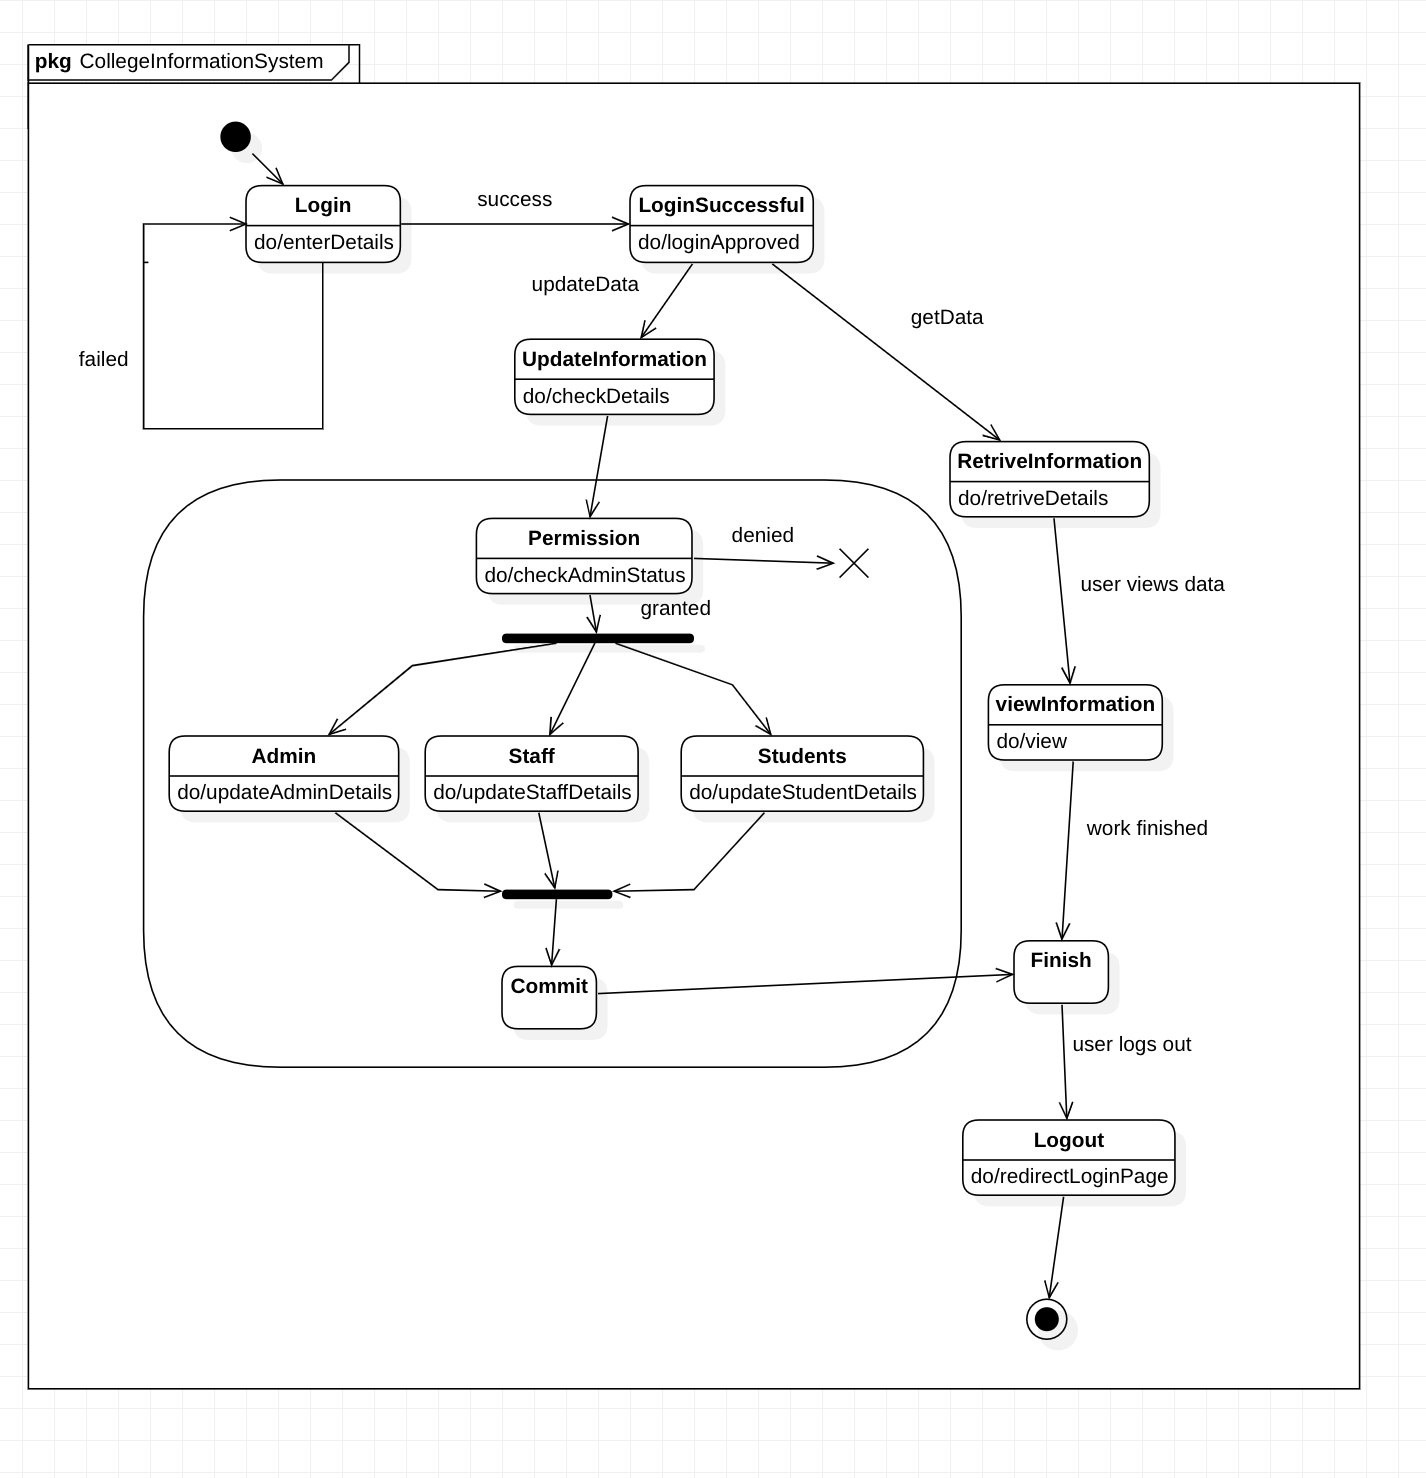 pkg CollegeInformationSystem
Login
do/enterDetails
success
LoginSuccessful
do/loginApproved
updateData
getData
failed
UpdateInformation
do/checkDetails
RetriveInformation
do/retriveDetails
Permission
do/checkAdminStatus
denied
granted
user views data
viewInformation
do/view
Admin
do/updateAdminDetails
Staff
do/updateStaffDetails
Students
do/updateStudentDetails
work finished
Commit
Finish
user logs out
Logout
do/redirectLoginPage